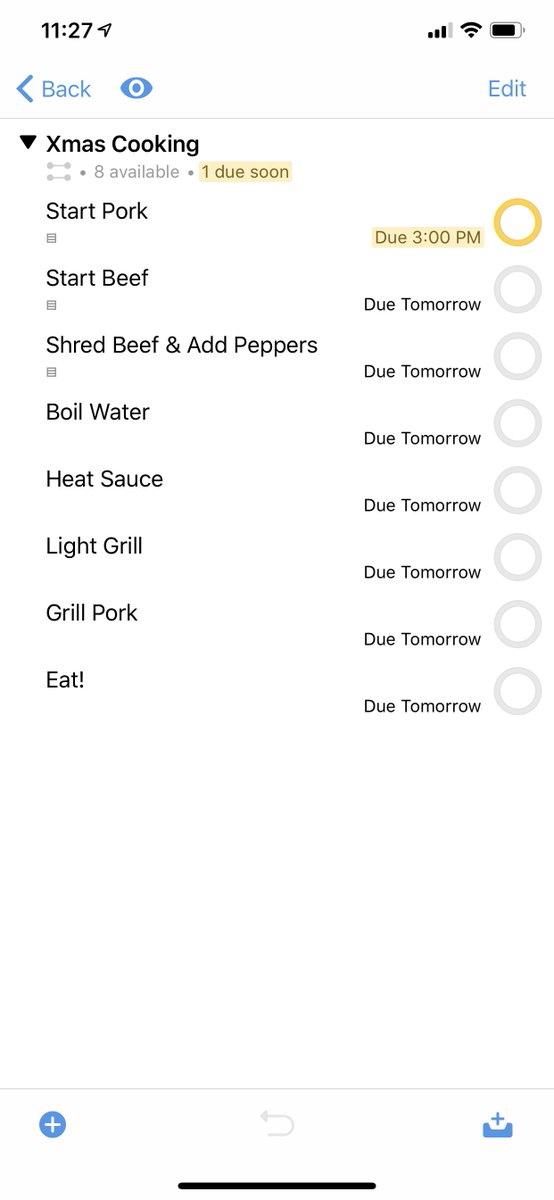 11:27
Back
Edit
Xmas Cooking
• 8 available • 1 due soon
Start Pork
Due 3:00 PM
Start Beef
Due Tomorrow
Shred Beef & Add Peppers
Due Tomorrow
Boil Water
Due Tomorrow
Heat Sauce
Due Tomorrow
Light Grill
Due Tomorrow
Grill Pork
Due Tomorrow
Eat!
Due Tomorrow